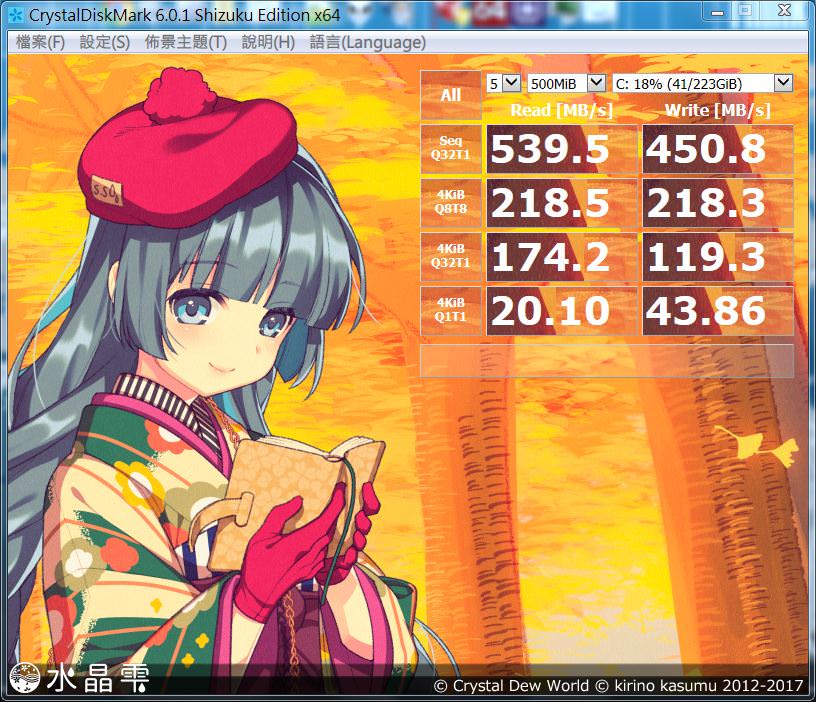 CrystalDiskMark 6.0.1 Shizuku Edition x64
檔案(F) 設定(S) 佈景主題(T) 說明(H) 語言(Language)
All 5 500MiB C: 18% (41/223GiB)
Read [MB/s] Write [MB/s]
Seq
Q32T1 539.5 450.8
4KiB
Q8T8 218.5 218.3
4KiB
Q32T1 174.2 119.3
4KiB
Q1T1 20.10 43.86
水晶雫
© Crystal Dew World © kirino kasumu 2012-2017